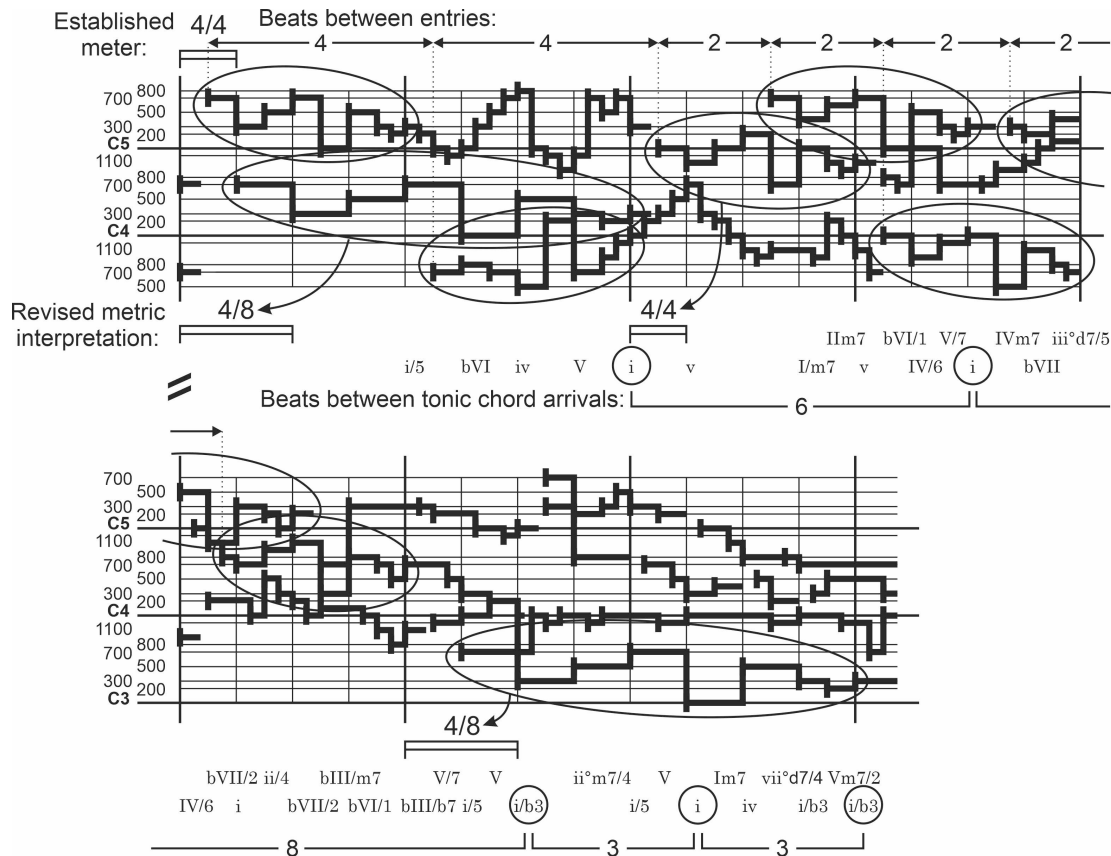 Established meter: 4/4 Beats between entries:
4 4 2 2 2 2
800
700
500
300
200
C5
1100
800
700
500
300
200
C4
1100
800
700
500
Revised metric interpretation: 4/8 4/4
IIm7 bVI/1 V/7 IVm7 iii°d7/5
i/5 bVI iv V i v I/m7 v IV/6 i bVII
Beats between tonic chord arrivals: 6
700
500
300
200
C5
1100
800
700
500
300
200
C4
1100
800
700
500
300
200
C3
4/8
bVII/2 ii/4 bIII/m7 V/7 V ii°m7/4 V Im7 vii°d7/4 Vm7/2
IV/6 i bVII/2 bVI/1 bIII/b7 i/5 i/b3 i/5 i iv i/b3 i/b3
8 3 3